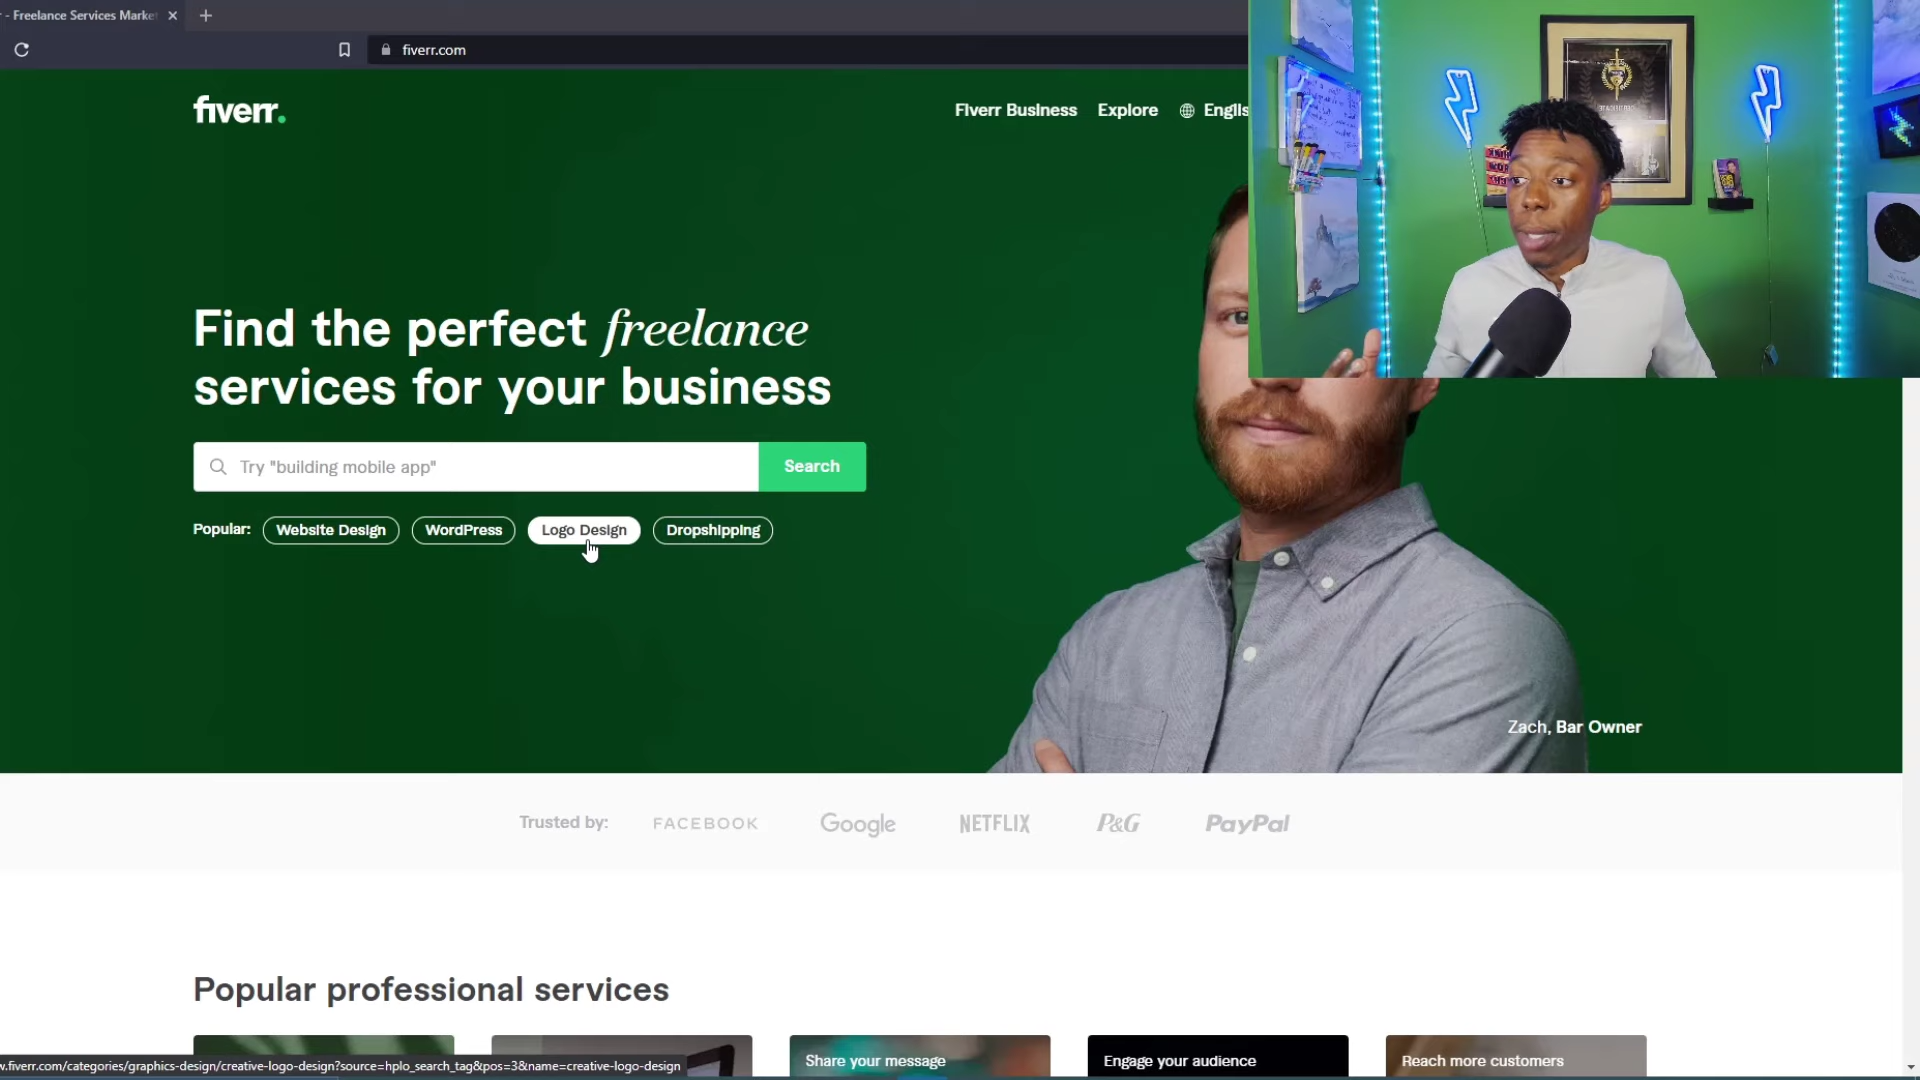 - Freelance Services Market
fiverr.com
fiverr.
Fiverr Business
Explore
Englis
Find the perfect freelance
services for your business
Try "building mobile app"
Search
Popular:
Website Design
WordPress
Logo Design
Dropshipping
Zach, Bar Owner
Trusted by:
FACEBOOK
Google
NETFLIX
P&G
PayPal
Popular professional services
Share your message
Engage your audience
Reach more customers
w.fiverr.com/categories/graphics-design/creative-logo-design?source=hplo_search_tag&pos=3&name=creative-logo-design